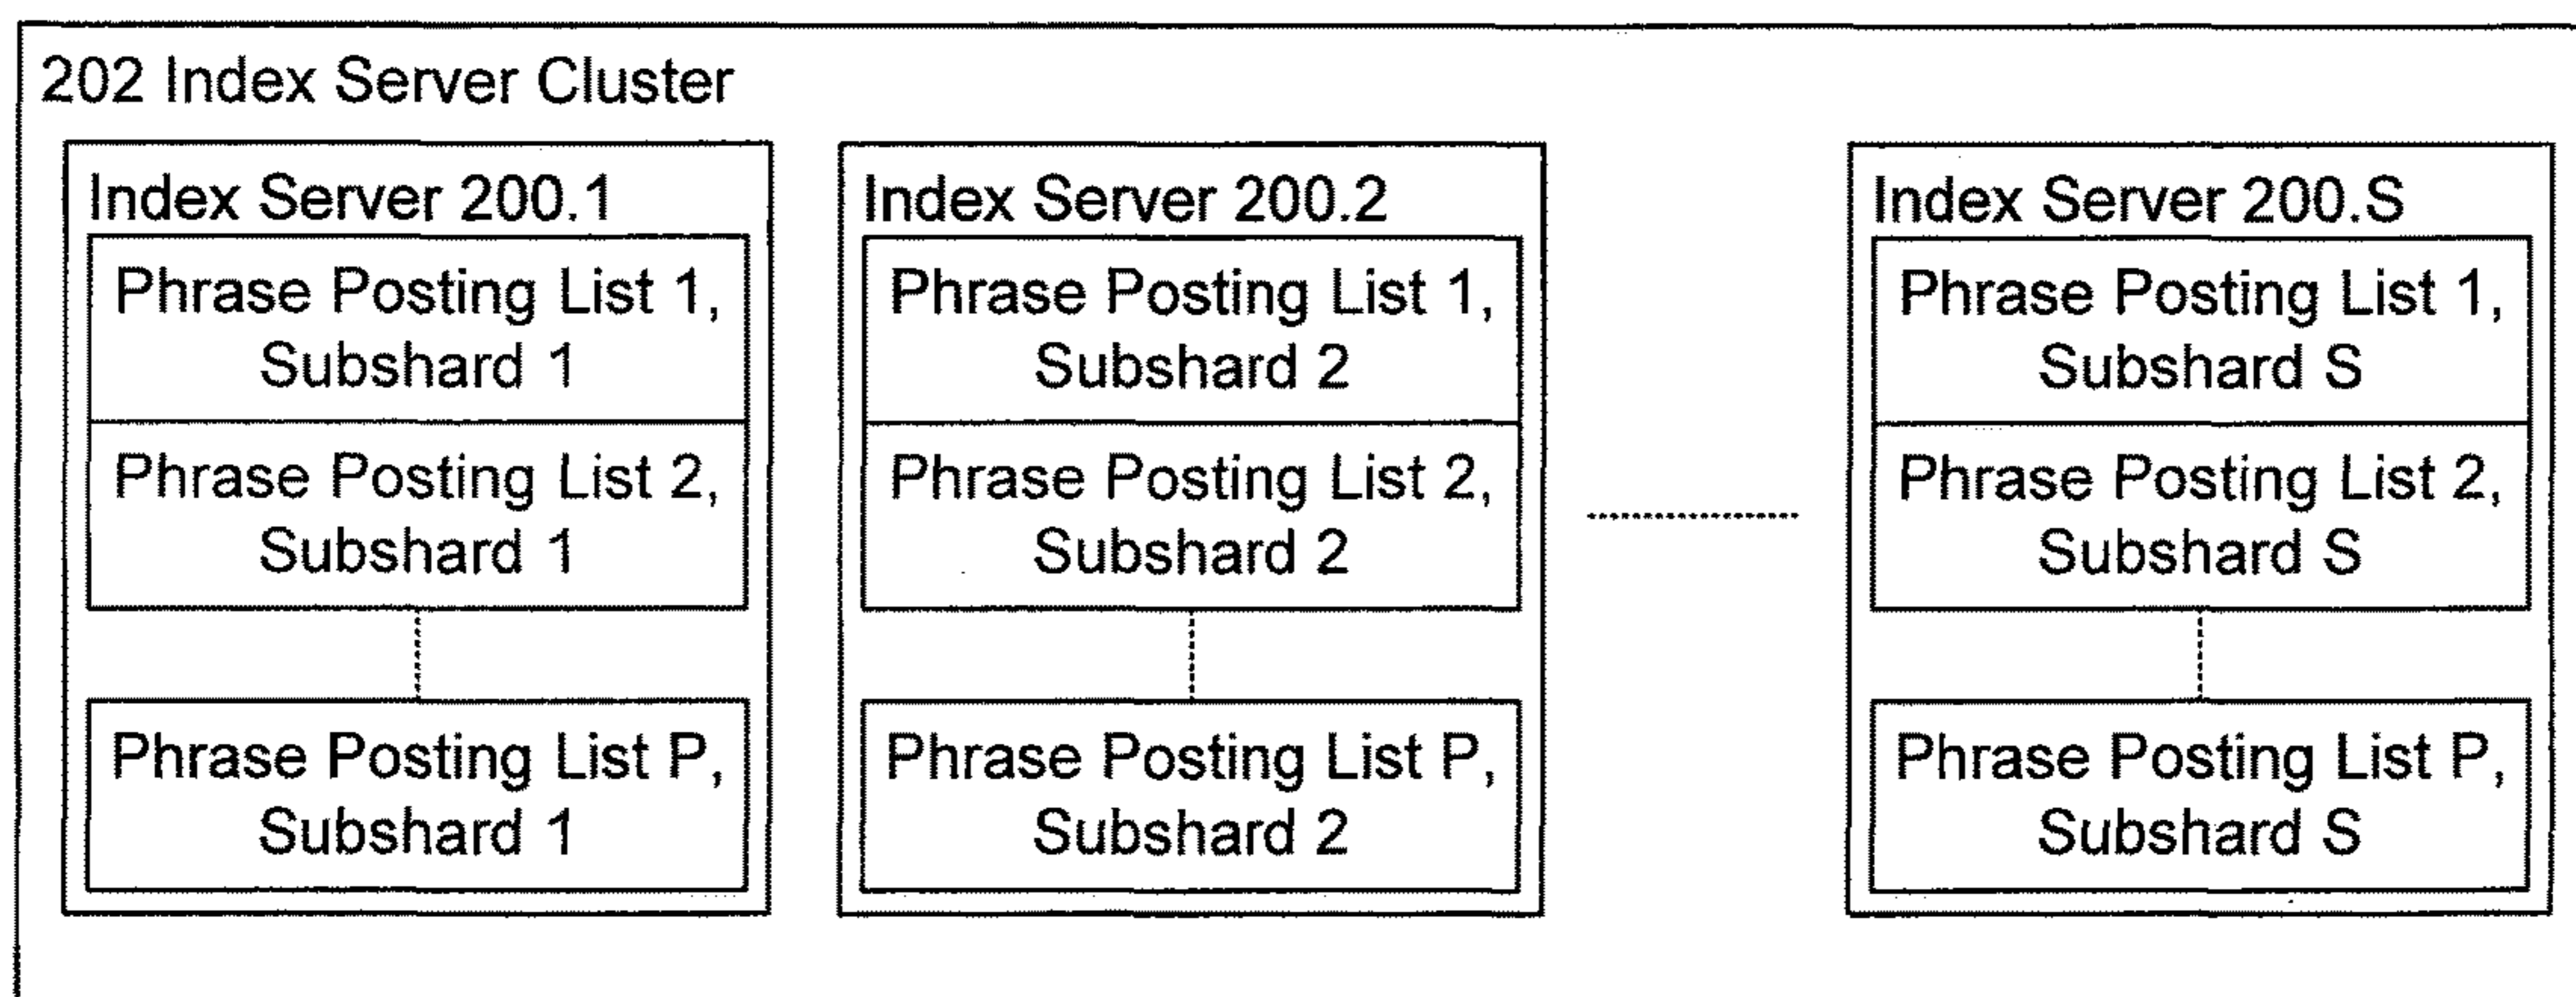 202 Index Server Cluster
Index Server 200.1
Phrase Posting List 1,
Subshard 1
Phrase Posting List 2,
Subshard 1
Phrase Posting List P,
Subshard 1
Index Server 200.2
Phrase Posting List 1,
Subshard 2
Phrase Posting List 2,
Subshard 2
Phrase Posting List P,
Subshard 2
Index Server 200.S
Phrase Posting List 1,
Subshard S
Phrase Posting List 2,
Subshard S
Phrase Posting List P,
Subshard S